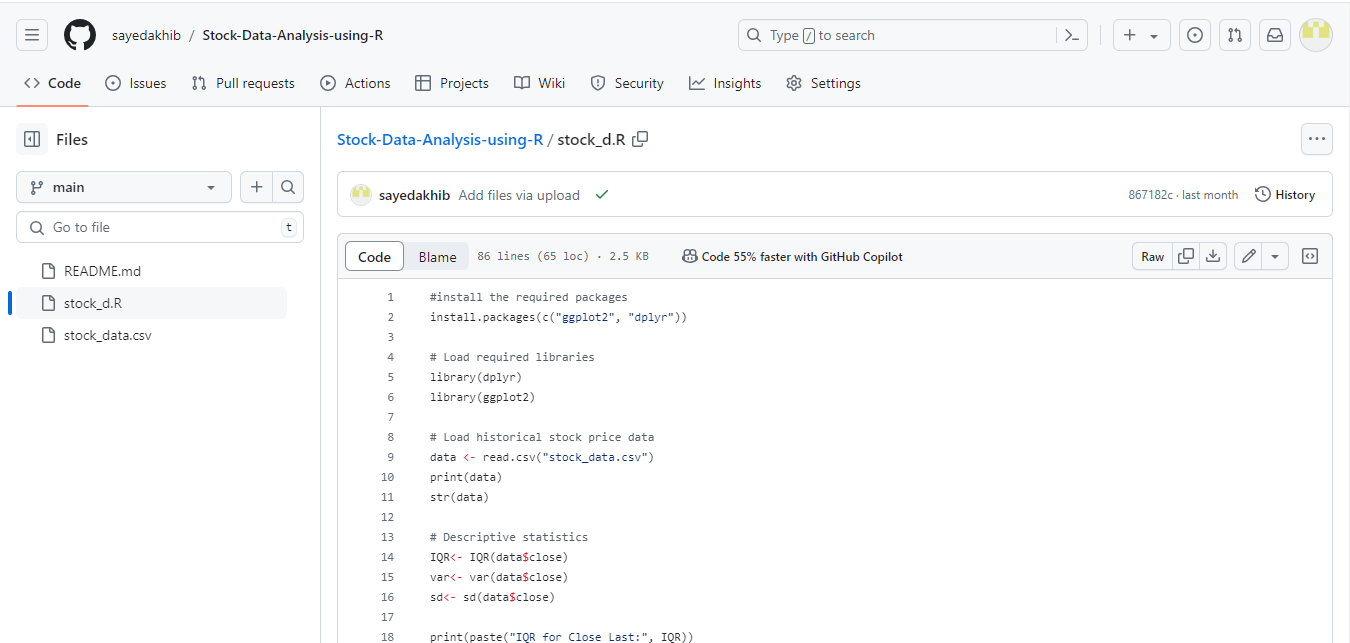 sayedakhib / Stock-Data-Analysis-using-R
Type / to search
Code
Issues
Pull requests
Actions
Projects
Wiki
Security
Insights
Settings
Files
main
Go to file
t
README.md
stock_d.R
stock_data.csv
Stock-Data-Analysis-using-R / stock_d.R
sayedakhib Add files via upload
867182c · last month
History
Code
Blame
86 lines (65 loc) · 2.5 KB
Code 55% faster with GitHub Copilot
Raw
1 #install the required packages
2 install.packages(c("ggplot2", "dplyr"))
3
4 # Load required libraries
5 library(dplyr)
6 library(ggplot2)
7
8 # Load historical stock price data
9 data <- read.csv("stock_data.csv")
10 print(data)
11 str(data)
12
13 # Descriptive statistics
14 IQR<- IQR(data$close)
15 var<- var(data$close)
16 sd<- sd(data$close)
17
18 print(paste("IQR for Close Last:", IQR))